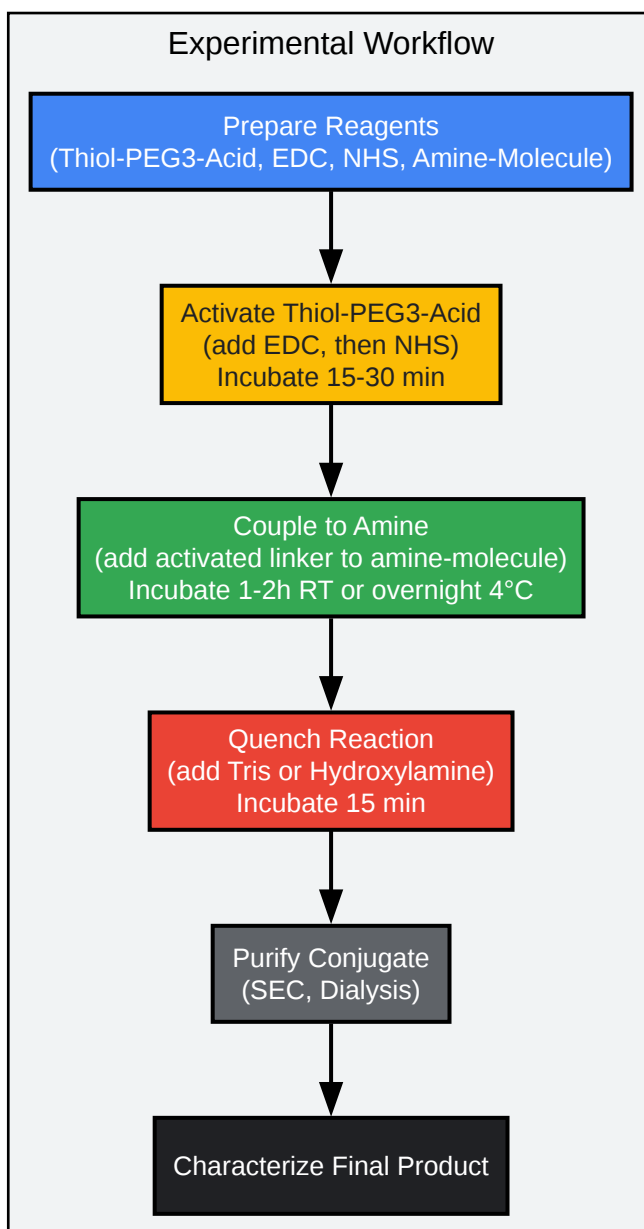 Experimental Workflow
Prepare Reagents
(Thiol-PEG3-Acid, EDC, NHS, Amine-Molecule)
Activate Thiol-PEG3-Acid
(add EDC, then NHS)
Incubate 15-30 min
Couple to Amine
(add activated linker to amine-molecule)
Incubate 1-2h RT or overnight 4°C
Quench Reaction
(add Tris or Hydroxylamine)
Incubate 15 min
Purify Conjugate
(SEC, Dialysis)
Characterize Final Product